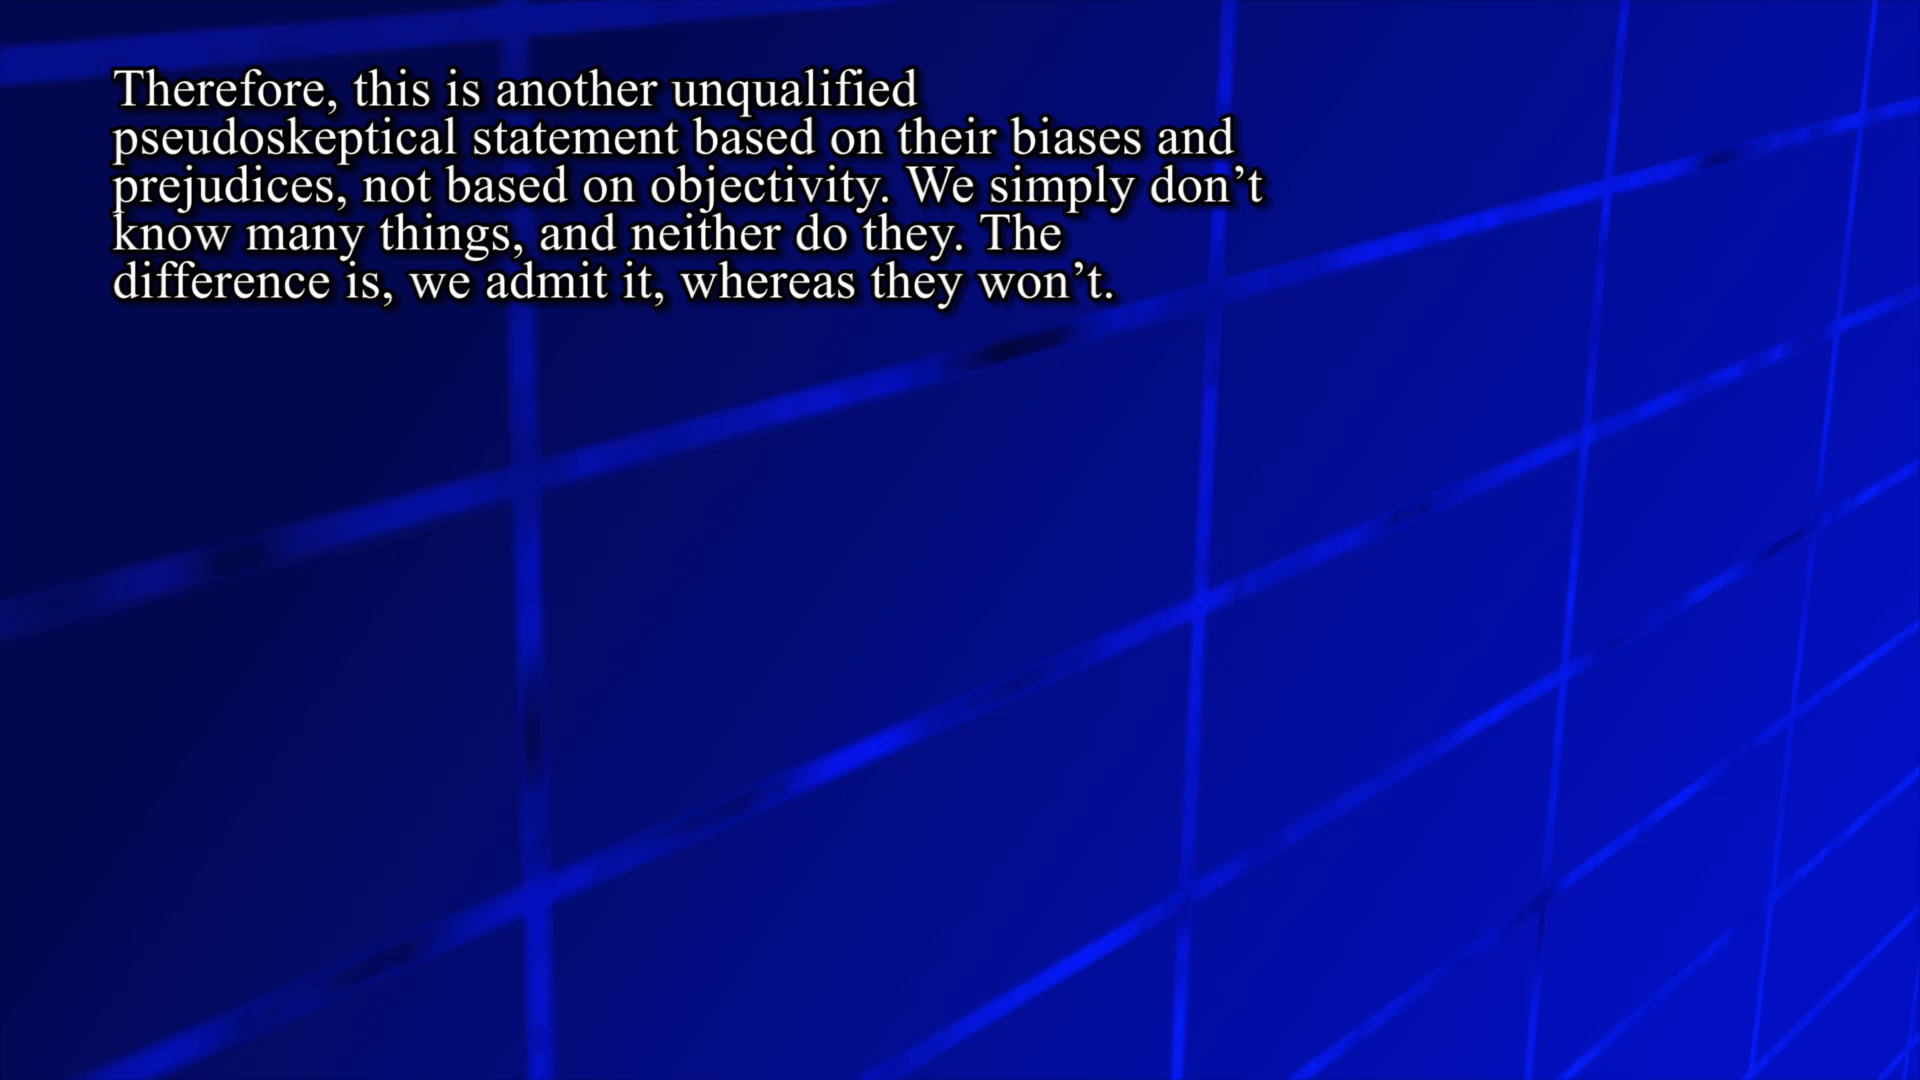 Therefore, this is another unqualified
pseudoskeptical statement based on their biases and
prejudices, not based on objectivity. We simply don’t
know many things, and neither do they. The
difference is, we admit it, whereas they won’t.